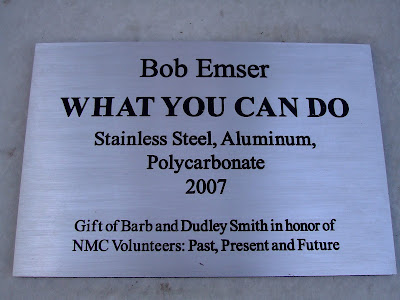 Bob Emser
WHAT YOU CAN DO
Stainless Steel, Aluminum,
Polycarbonate
2007
Gift of Barb and Dudley Smith in honor of
NMC Volunteers: Past, Present and Future